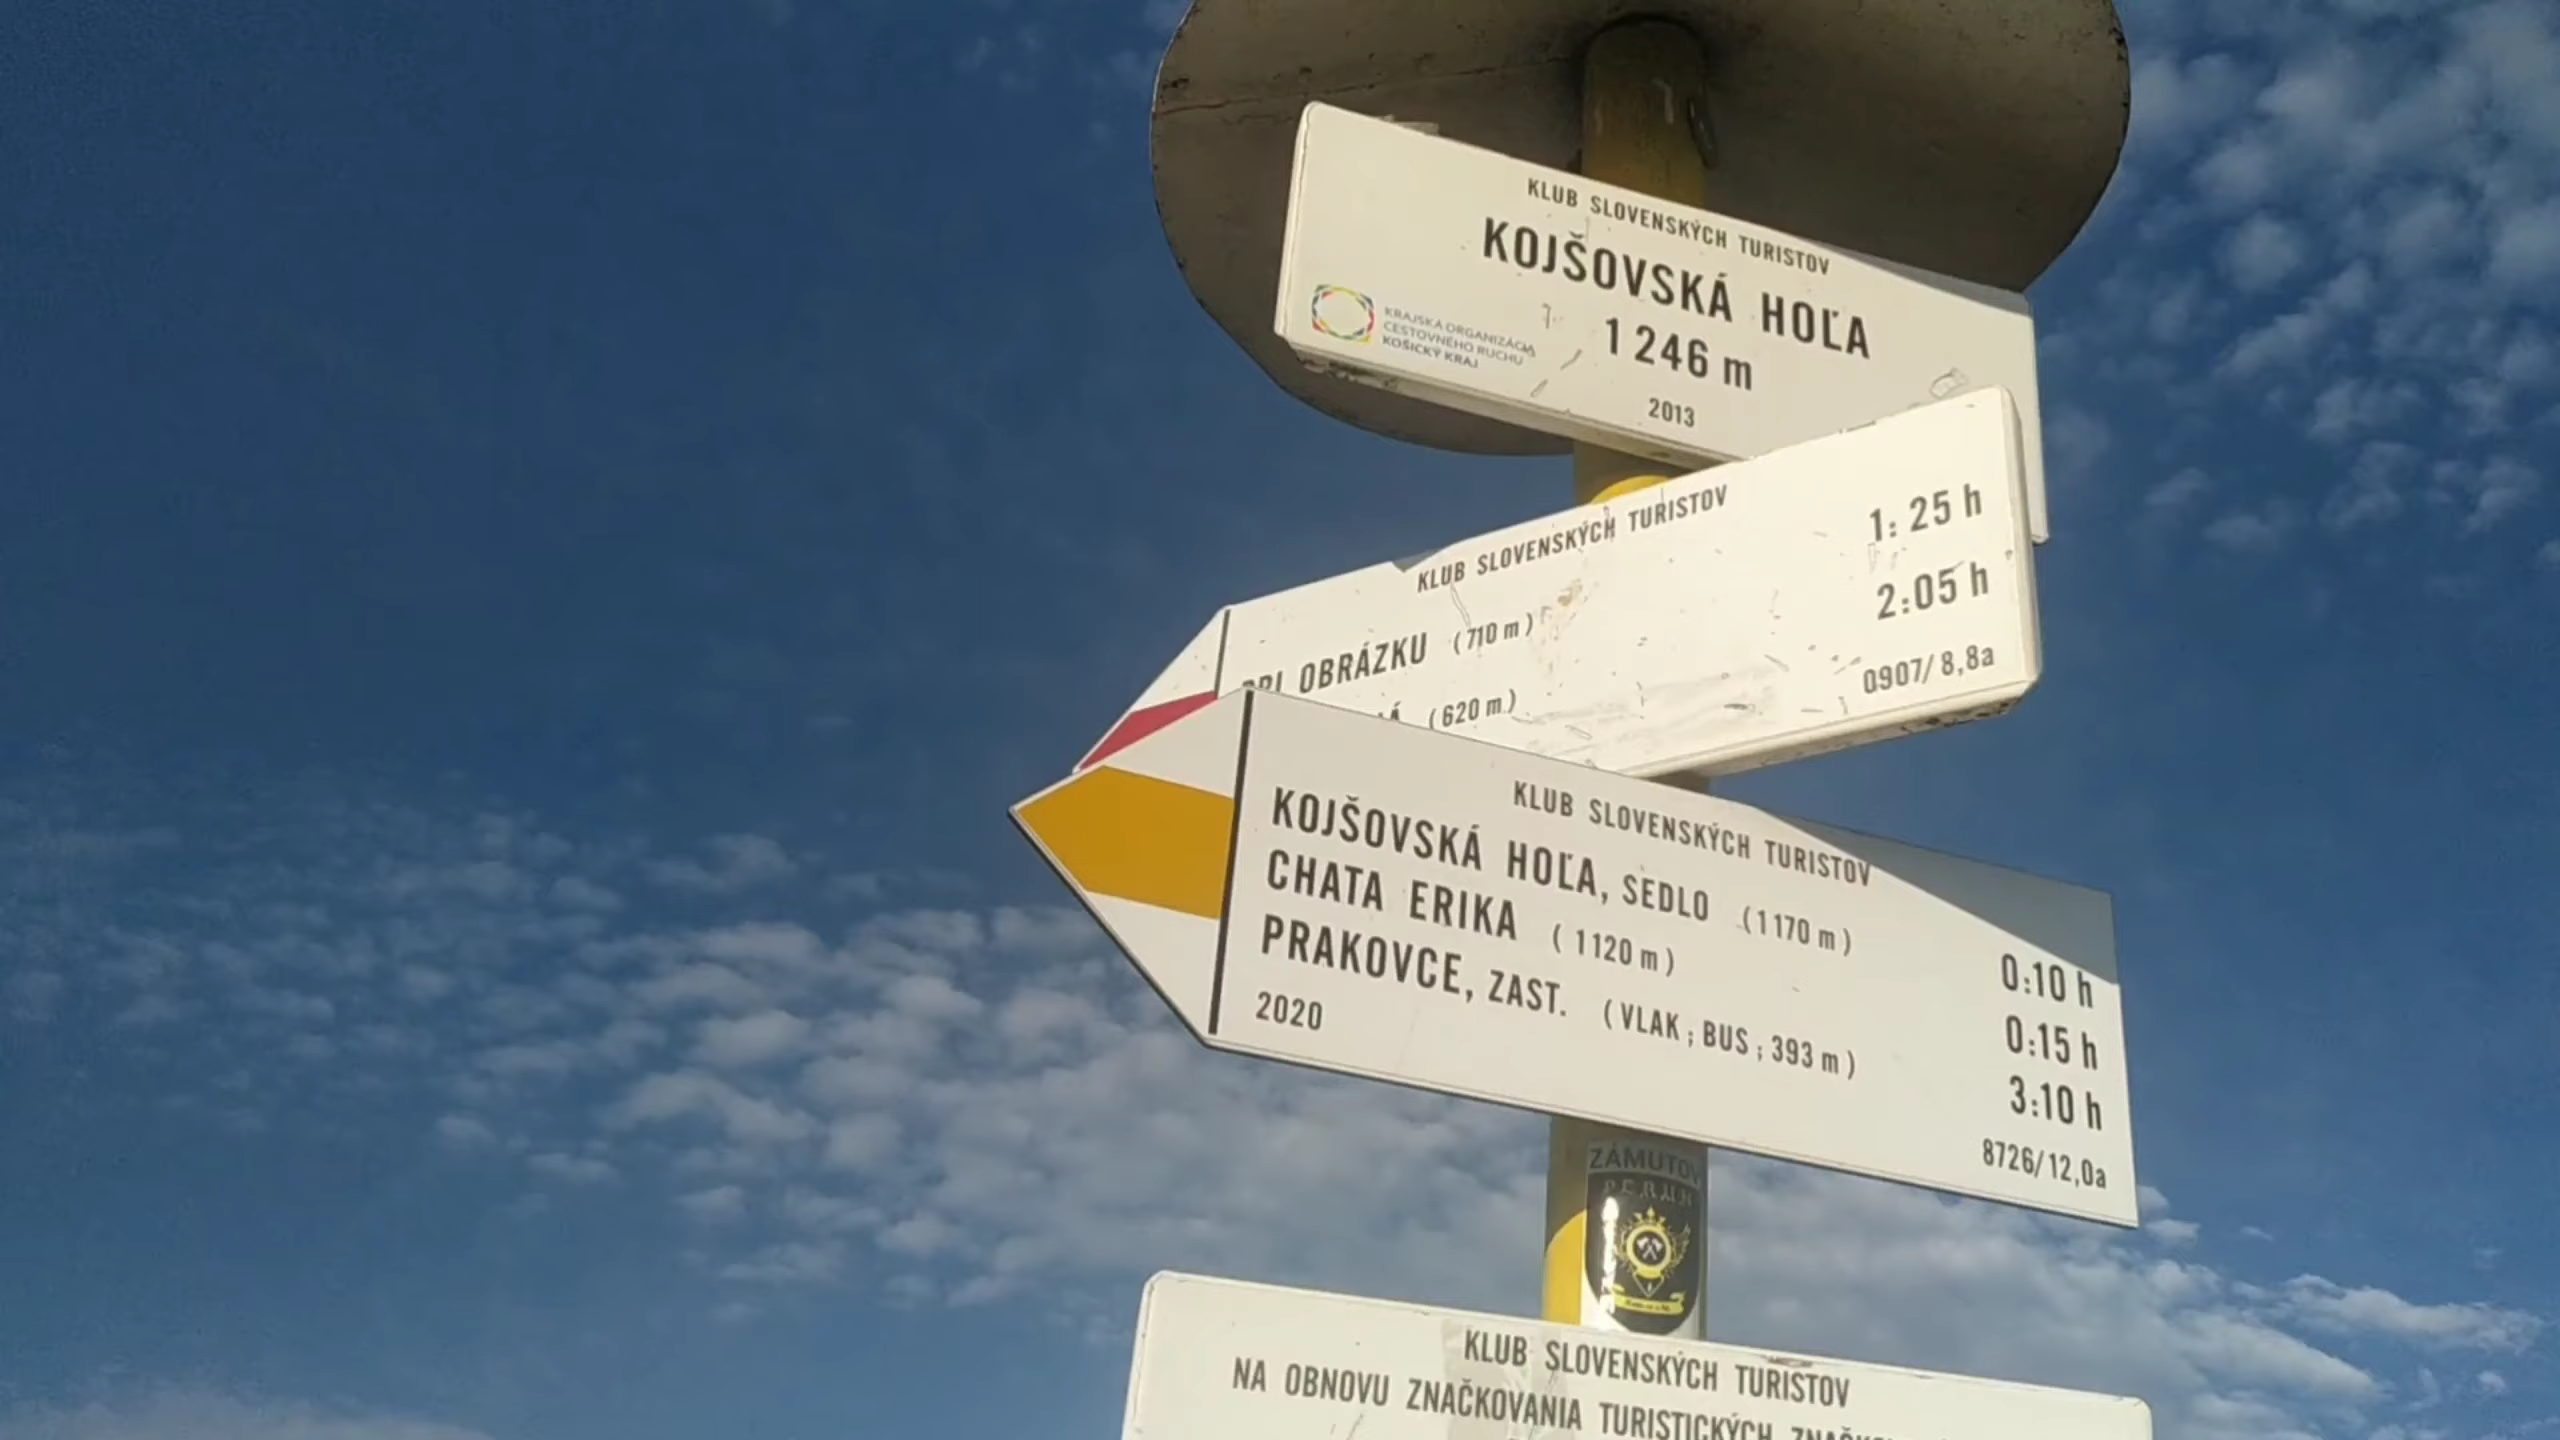 KLUB SLOVENSKÝCH TURISTOV
KOJŠOVSKÁ HOĽA
1 246 m
2013
KRAJSKÁ ORGANIZÁCIA
CESTOVNÉHO RUCHU
KOŠICKÝ KRAJ
KLUB SLOVENSKÝCH TURISTOV
1:25 h
OBRÁZKU (710 m)
2:05 h
(620 m)
0907/8,8a
KLUB SLOVENSKÝCH TURISTOV
KOJŠOVSKÁ HOĽA, SEDLO (1170 m) 0:10 h
CHATA ERIKA (1120 m) 0:15 h
PRAKOVCE, ZAST. (VLAK; BUS; 393 m) 3:10 h
2020
8726/12,0a
ZÁMUTOV
KLUB SLOVENSKÝCH TURISTOV
NA OBNOVU ZNAČKOVANIA TURISTICKÝCH